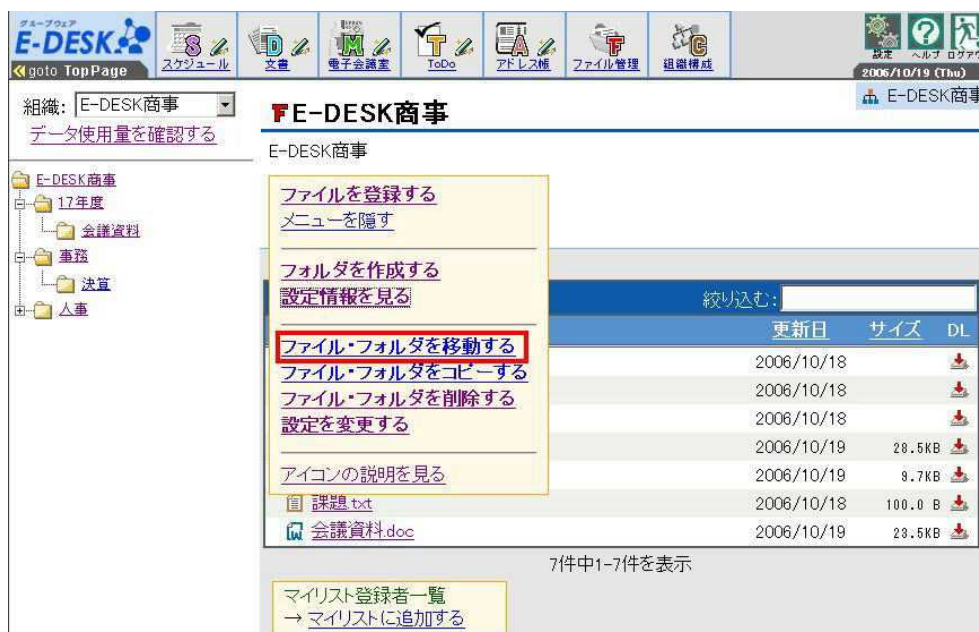 グループウェア
E-DESK
goto TopPage
スケジュール
文書
電子会議室
ToDo
アドレス帳
ファイル管理
組織構成
設定
ヘルプ
ログアウ
2006/10/19 (Thu)
組織: E-DESK商事
データ使用量を確認する
E-DESK商事
17年度
会議資料
事務
決算
人事
E-DESK商事
E-DESK商事
E-DESK商事
ファイルを登録する
メニューを隠す
フォルダを作成する
設定情報を見る
ファイル・フォルダを移動する
ファイル・フォルダをコピーする
ファイル・フォルダを削除する
設定を変更する
アイコンの説明を見る
絞り込む:
更新日 サイズ DL
2006/10/18
2006/10/18
2006/10/18
2006/10/19 28.5KB
2006/10/19 9.7KB
課題.txt 2006/10/18 100.0 B
会議資料.doc 2006/10/19 23.5KB
7件中1-7件を表示
マイリスト登録者一覧
→ マイリストに追加する